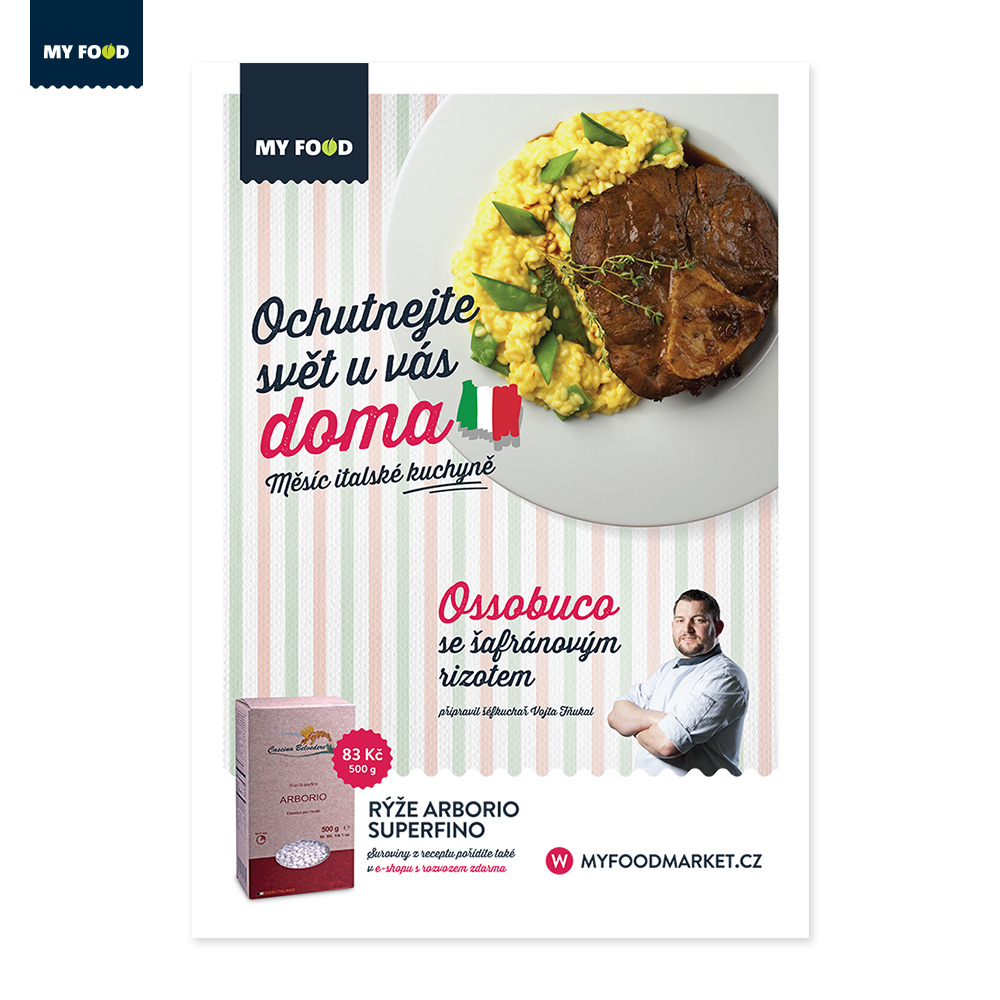 MY FOOD
MY FOOD
Ochutnejte
svět u vás
doma
Měsíc italské kuchyně
Ossobuco
se šafránovým
rizotem
připravil šéfkuchař Vojta Třukal
Cascina Belvedere
ARBORIO
500 g e
83 Kč
500 g
RÝŽE ARBORIO
SUPERFINO
Suroviny z receptu pořídíte také
v e-shopu s rozvozem zdarma
W MYFOODMARKET.CZ